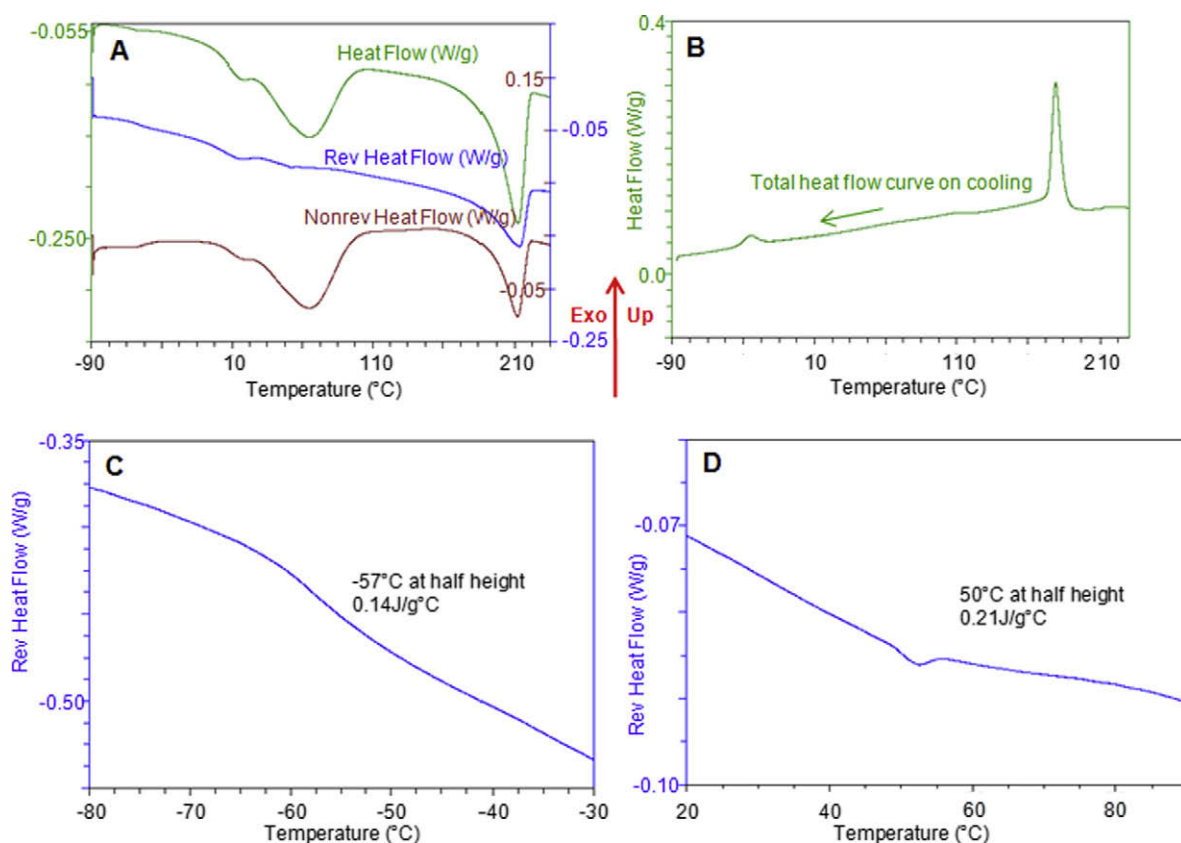 A
-0.055
Heat Flow (W/g)
0.15
-0.05
Rev Heat Flow (W/g)
Nonrev Heat Flow (W/g)
-0.250
-0.05
-0.25
-90
10
110
210
Temperature (°C)
Exo
Up
B
0.4
Heat Flow (W/g)
Total heat flow curve on cooling
0.0
-90
10
110
210
Temperature (°C)
C
-0.35
Rev Heat Flow (W/g)
-57°C at half height
0.14J/g°C
-0.50
-80
-70
-60
-50
-40
-30
Temperature (°C)
D
-0.07
Rev Heat Flow (W/g)
50°C at half height
0.21J/g°C
-0.10
20
40
60
80
Temperature (°C)